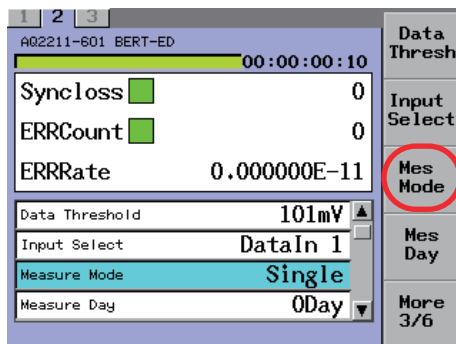 1 2 3
AQ2211-601 BERT-ED
00:00:00:10
Syncloss 0
ERRCount 0
ERRRate 0.000000E-11
Data Threshold 101mV
Input Select DataIn 1
Measure Mode Single
Measure Day 0Day
Data
Thresh
Input
Select
Mes
Mode
Mes
Day
More
3/6